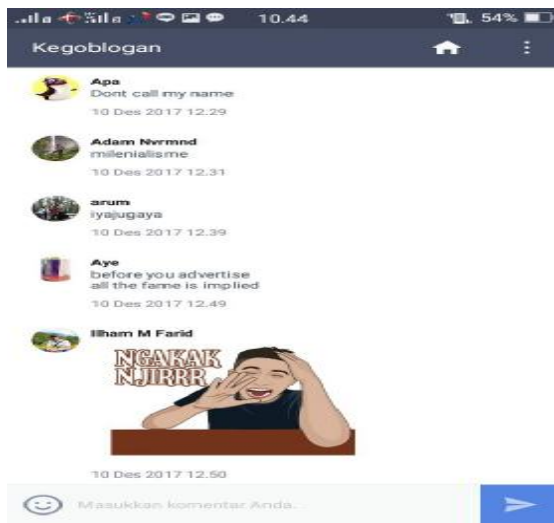 10.44
54%
Kegoblogan
Apa
Dont call my name
10 Des 2017 12.29
Adam Nvrmnd
milenialisme
10 Des 2017 12.31
arum
iyajugaya
10 Des 2017 12.39
Aye
before you advertise
all the fame is implied
10 Des 2017 12.49
Ilham M Farid
NGAKAK
NJIRRR
10 Des 2017 12.50
Masukkan komentar Anda.